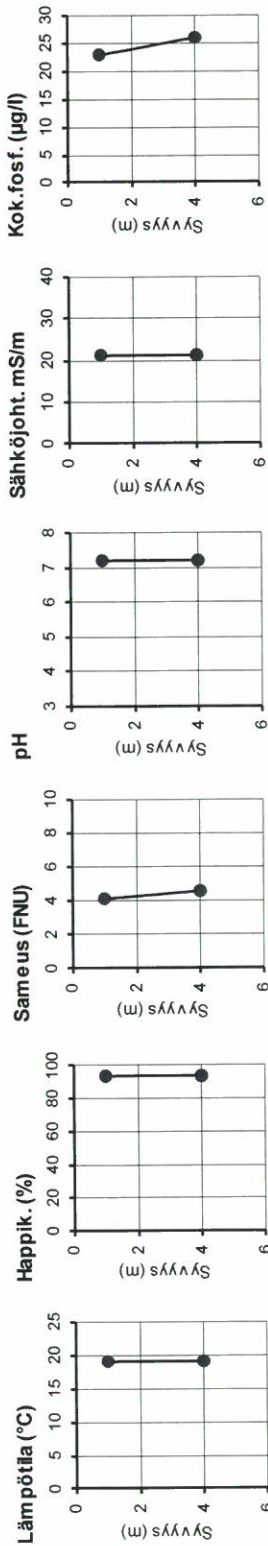 Lämpötila (°C)
0 5 10 15 20 25
0
2
4
6
Syvyys (m)
Happik. (%)
0 20 40 60 80 100
0
2
4
6
Syvyys (m)
Sameus (FNU)
0 2 4 6 8 10
0
2
4
6
Syvyys (m)
pH
3 4 5 6 7 8
0
2
4
6
Syvyys (m)
Sähköjoht. mS/m
0 10 20 30 40
0
2
4
6
Syvyys (m)
Kok.fosf. (µg/l)
0 5 10 15 20 25 30
0
2
4
6
Syvyys (m)